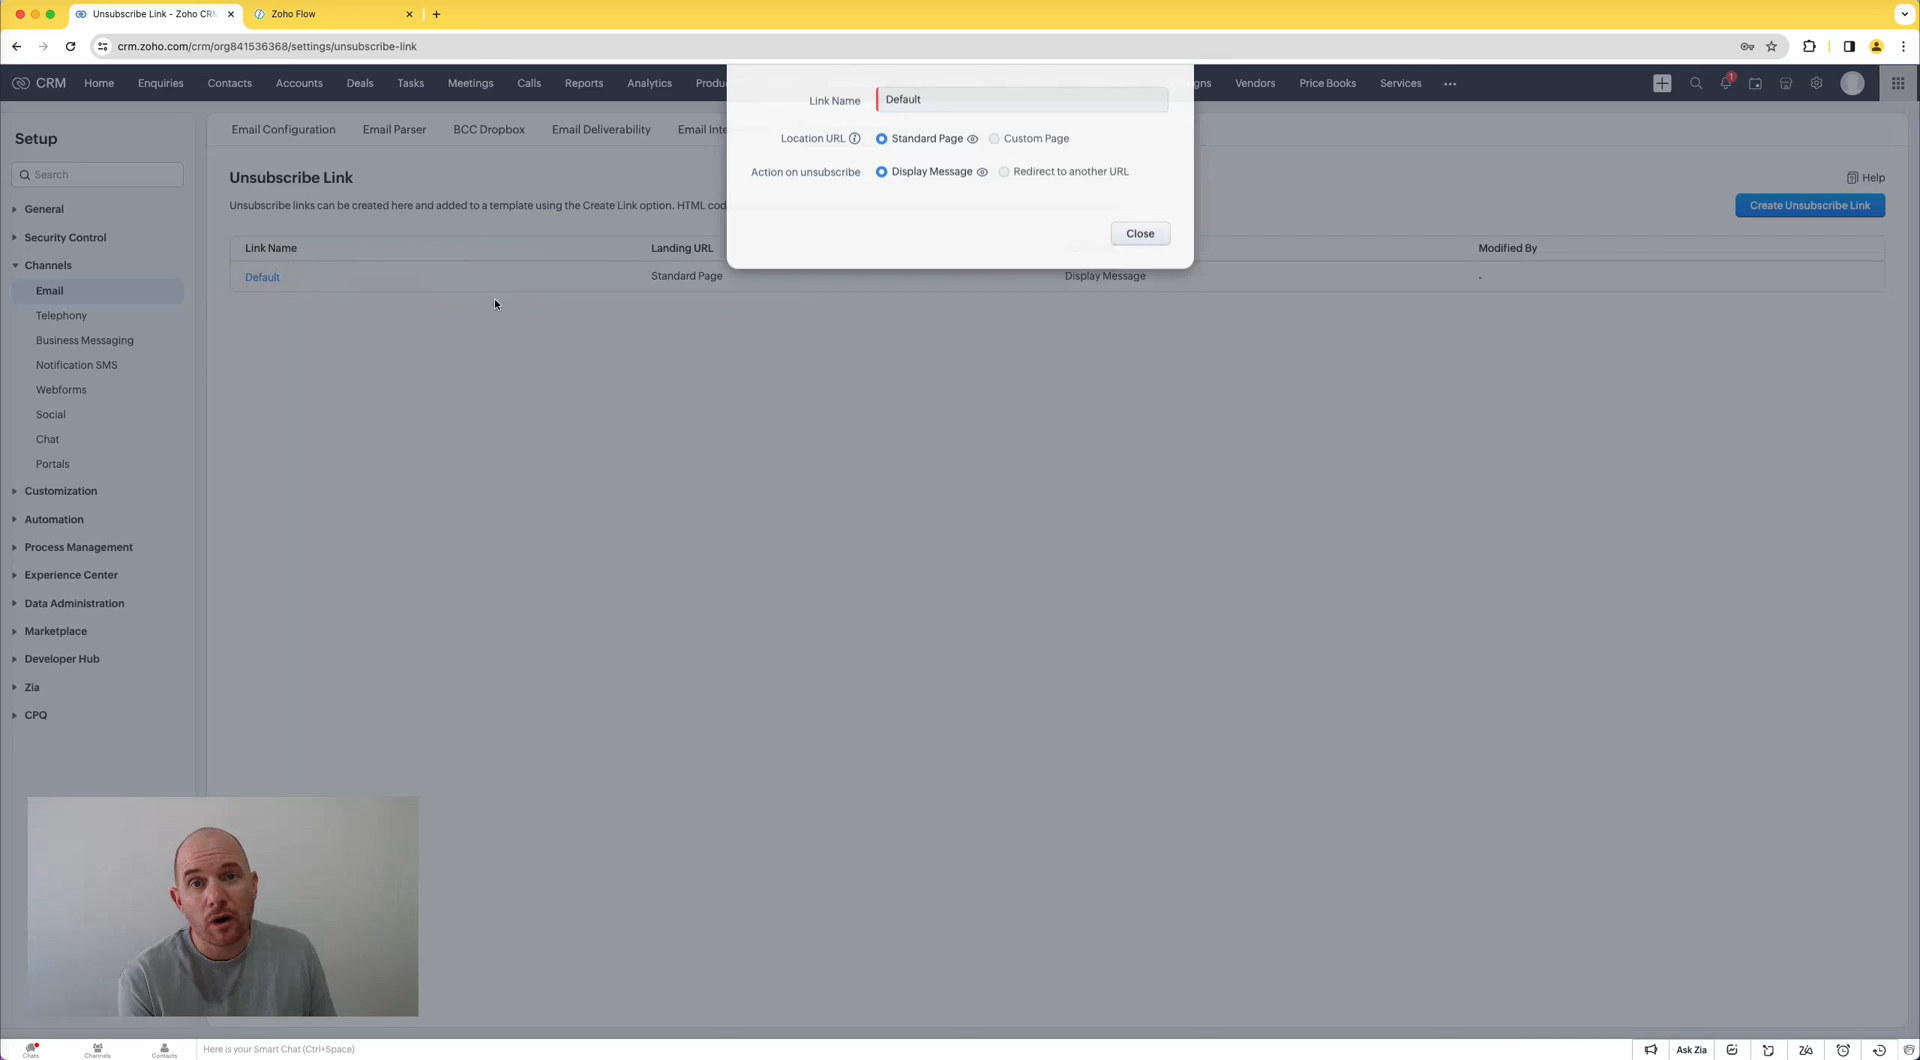 Unsubscribe Link - Zoho CRM
Zoho Flow
crm.zoho.com/crm/org841536368/settings/unsubscribe-link
CRM Home Enquiries Contacts Accounts Deals Tasks Meetings Calls Reports Analytics Produ gns Vendors Price Books Services
1
Link Name Default
Location URL Standard Page Custom Page
Action on unsubscribe Display Message Redirect to another URL
Close
Setup
Search
General
Security Control
Channels
Email
Telephony
Business Messaging
Notification SMS
Webforms
Social
Chat
Portals
Customization
Automation
Process Management
Experience Center
Data Administration
Marketplace
Developer Hub
Zia
CPQ
Email Configuration Email Parser BCC Dropbox Email Deliverability Email Inte
Unsubscribe Link
Help
Unsubscribe links can be created here and added to a template using the Create Link option. HTML cod
Create Unsubscribe Link
Link Name Landing URL Modified By
Default Standard Page Display Message -
Chats Channels Contacts
Here is your Smart Chat (Ctrl+Space)
Ask Zia